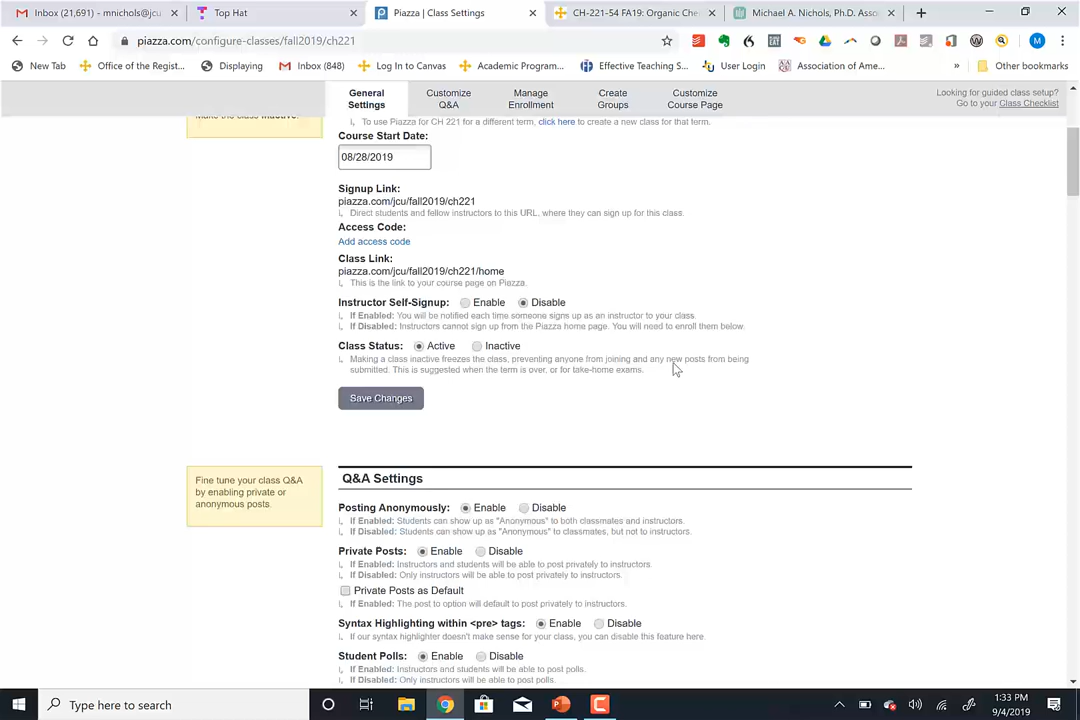 Inbox (21,691) - mnichols@jcu
Top Hat
Piazza | Class Settings
CH-221-54 FA19: Organic Che
Michael A. Nichols, Ph.D. Asso
piazza.com/configure-classes/fall2019/ch221
New Tab
Office of the Regist...
Displaying
Inbox (848)
Log In to Canvas
Academic Program...
Effective Teaching S...
User Login
Association of Ame...
»
Other bookmarks
General Settings
Customize Q&A
Manage Enrollment
Create Groups
Customize Course Page
Looking for guided class setup?
Go to your Class Checklist
Make the class inactive.
To use Piazza for CH 221 for a different term, click here to create a new class for that term.
Course Start Date:
08/28/2019
Signup Link:
piazza.com/jcu/fall2019/ch221
Direct students and fellow instructors to this URL, where they can sign up for this class.
Access Code:
Add access code
Class Link:
piazza.com/jcu/fall2019/ch221/home
This is the link to your course page on Piazza.
Instructor Self-Signup: Enable Disable
If Enabled: You will be notified each time someone signs up as an instructor to your class.
If Disabled: Instructors cannot sign up from the Piazza home page. You will need to enroll them below.
Class Status: Active Inactive
Making a class inactive freezes the class, preventing anyone from joining and any new posts from being
submitted. This is suggested when the term is over, or for take-home exams.
Save Changes
Fine tune your class Q&A
by enabling private or
anonymous posts.
Q&A Settings
Posting Anonymously: Enable Disable
If Enabled: Students can show up as "Anonymous" to both classmates and instructors.
If Disabled: Students can show up as "Anonymous" to classmates, but not to instructors.
Private Posts: Enable Disable
If Enabled: Instructors and students will be able to post privately to instructors.
If Disabled: Only instructors will be able to post privately to instructors.
Private Posts as Default
If Enabled: The post to option will default to post privately to instructors.
Syntax Highlighting within <pre> tags: Enable Disable
If our syntax highlighter doesn't make sense for your class, you can disable this feature here.
Student Polls: Enable Disable
If Enabled: Instructors and students will be able to post polls.
If Disabled: Only instructors will be able to post polls.
Type here to search
1:33 PM
9/4/2019